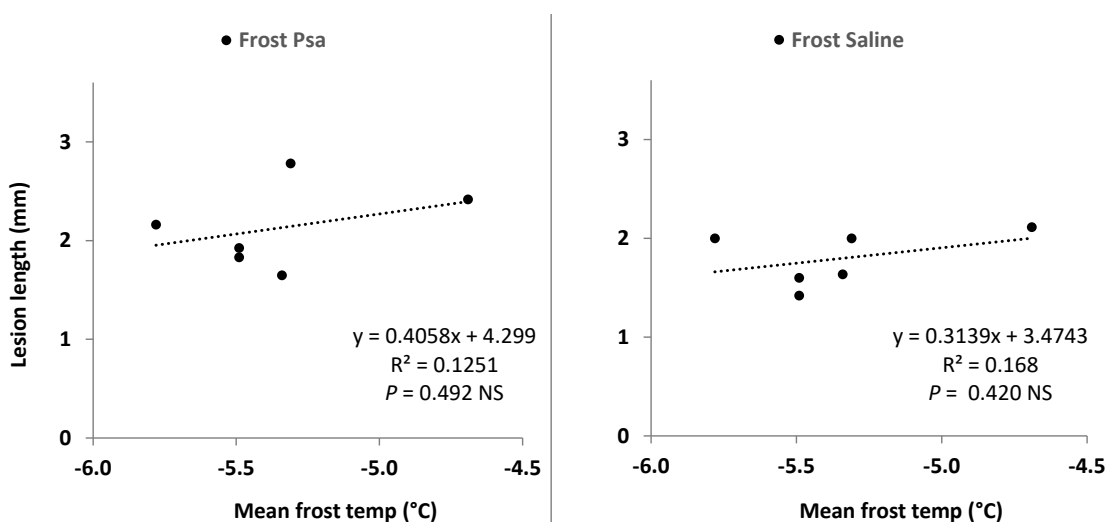 Frost Psa
Lesion length (mm)
3
2
1
0
y = 0.4058x + 4.299
R² = 0.1251
P = 0.492 NS
-6.0 -5.5 -5.0 -4.5
Mean frost temp (°C)
Frost Saline
3
2
1
0
y = 0.3139x + 3.4743
R² = 0.168
P = 0.420 NS
-6.0 -5.5 -5.0 -4.5
Mean frost temp (°C)